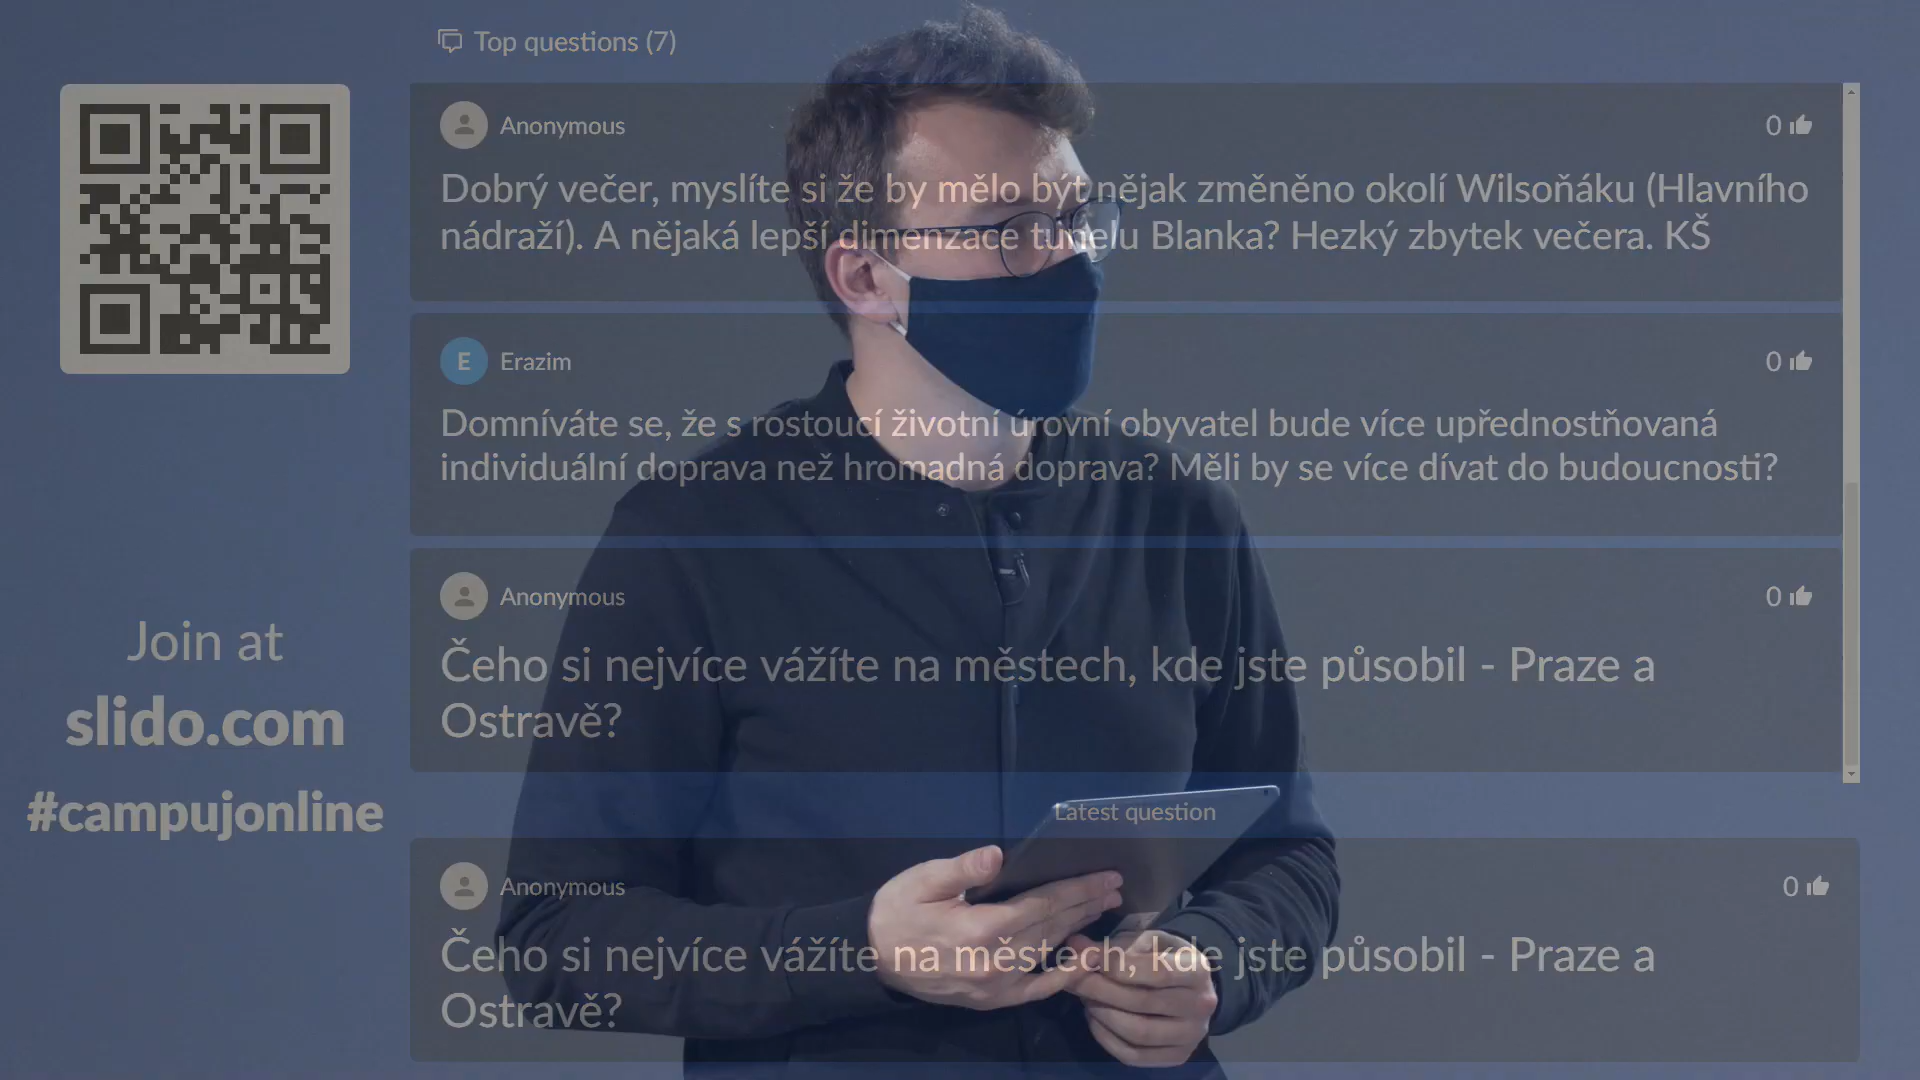 Top questions (7)
Anonymous
0
Dobrý večer, myslíte si že by mělo být nějak změněno okolí Wilsoňáku (Hlavního
nádraží). A nějaká lepší dimenzace tunelu Blanka? Hezký zbytek večera. KŠ
E Erazim
0
Domníváte se, že s rostoucí životní úrovní obyvatel bude více upřednostňovaná
individuální doprava než hromadná doprava? Měli by se více dívat do budoucnosti?
Anonymous
0
Čeho si nejvíce vážíte na městech, kde jste působil - Praze a
Ostravě?
Join at
slido.com
#campujonline
Latest question
Anonymous
0
Čeho si nejvíce vážíte na městech, kde jste působil - Praze a
Ostravě?